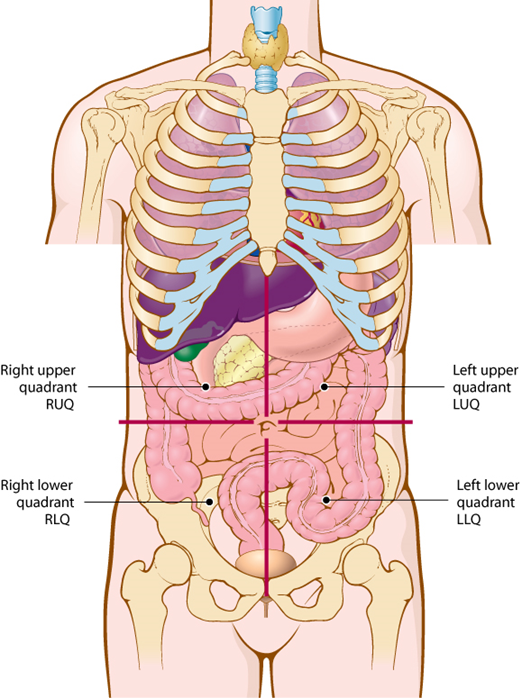 Right upper
quadrant
RUQ
Left upper
quadrant
LUQ
Right lower
quadrant
RLQ
Left lower
quadrant
LLQ